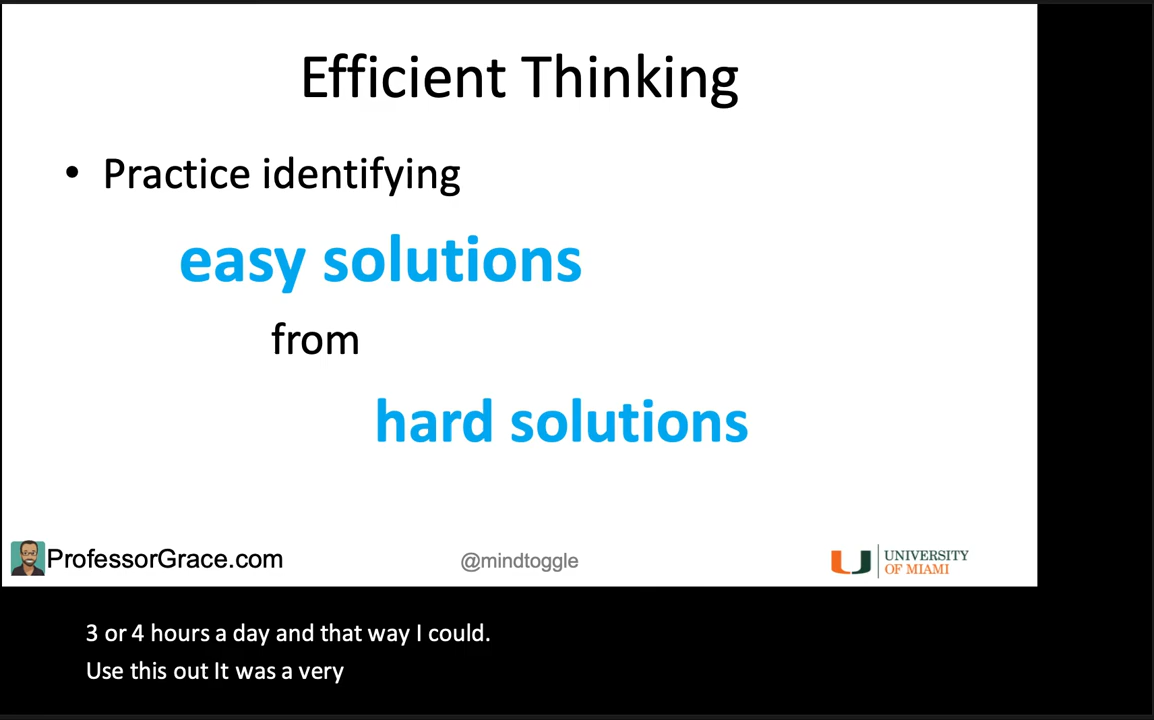 Efficient Thinking
• Practice identifying
easy solutions
from
hard solutions
ProfessorGrace.com
@mindtoggle
UNIVERSITY
OF MIAMI
3 or 4 hours a day and that way I could.
Use this out It was a very